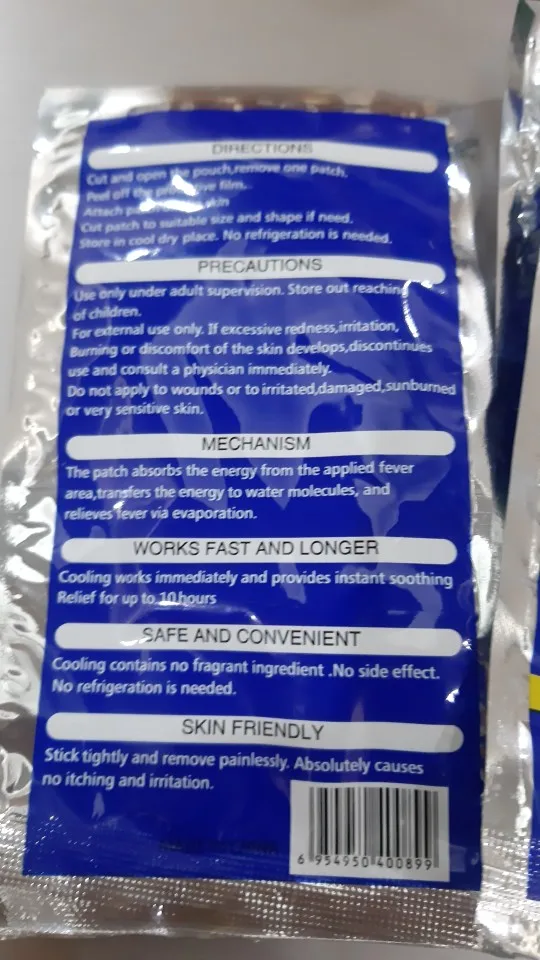 DIRECTIONS
Cut and open the pouch,remove one patch.
Peel off the film..
Attach skin
Cut patch to suitable size and shape if need.
Store in cool dry place. No refrigeration is needed.
PRECAUTIONS
Use only under adult supervision. Store out reaching
of children.
For external use only. If excessive redness,irritation,
Burning or discomfort of the skin develops,discontinues
use and consult a physician immediately.
Do not apply to wounds or to irritated,damaged,sunburned
or very sensitive skin.
MECHANISM
The patch absorbs the energy from the applied fever
area,transfers the energy to water molecules, and
relieves fever via evaporation.
WORKS FAST AND LONGER
Cooling works immediately and provides instant soothing
Relief for up to 10 hours
SAFE AND CONVENIENT
Cooling contains no fragrant ingredient .No side effect.
No refrigeration is needed.
SKIN FRIENDLY
Stick tightly and remove painlessly. Absolutely causes
no itching and irritation.
6 954950 400899